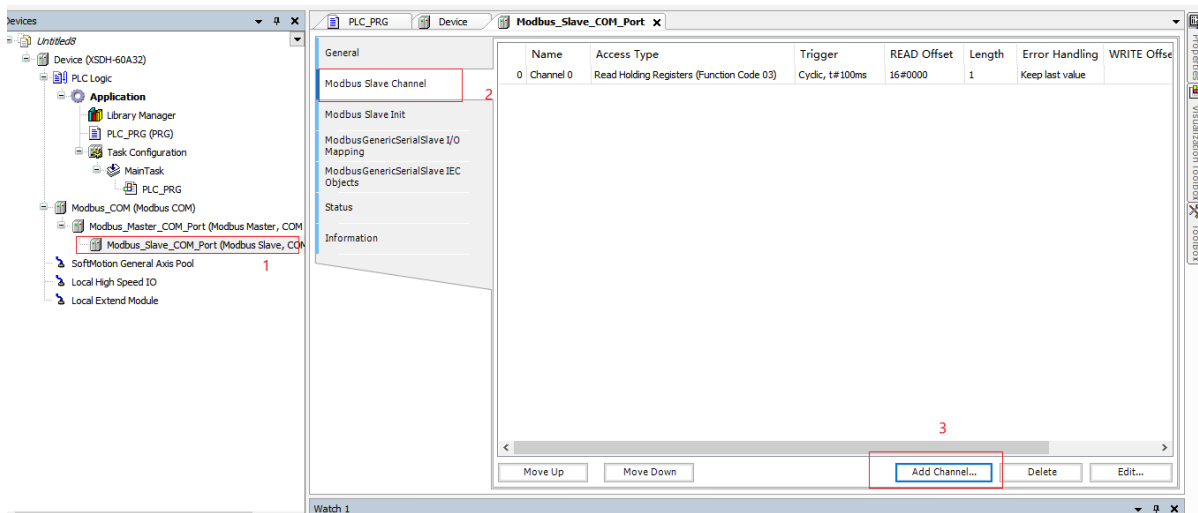 Devices
Untitled8
Device (XSDH-60A32)
PLC Logic
Application
Library Manager
PLC_PRG (PRG)
Task Configuration
MainTask
PLC_PRG
Modbus_COM (Modbus COM)
Modbus_Master_COM_Port (Modbus Master, COM
Modbus_Slave_COM_Port (Modbus Slave, COM
1
SoftMotion General Axis Pool
Local High Speed IO
Local Extend Module
PLC_PRG Device Modbus_Slave_COM_Port
General
Modbus Slave Channel
2
Modbus Slave Init
ModbusGenericSerialSlave I/O
Mapping
ModbusGenericSerialSlave IEC
Objects
Status
Information
Name Access Type Trigger READ Offset Length Error Handling WRITE Offse
0 Channel 0 Read Holding Registers (Function Code 03) Cyclic, t#100ms 16#0000 1 Keep last value
3
Move Up Move Down Add Channel... Delete Edit...
Watch 1
Properties
Visualization Toolbox
Toolbox